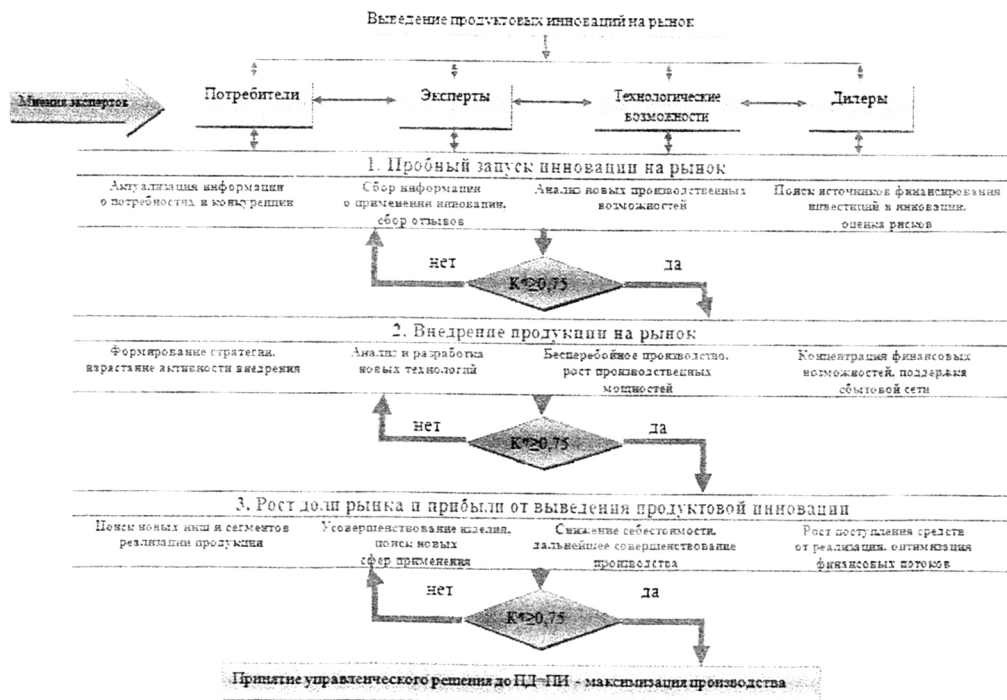 Выведение продуктовых инноваций на рынок
Мнения экспертов
Потребители
Эксперты
Технологические
возможности
Дилеры
1. Пробный запуск инновации на рынок
Актуализация информации
о потребностях и конкуренции
Сбор информации
о применении инновации,
сбор отзывов
Анализ новых производственных
возможностей
Поиск источников финансирования
инвестиций в инновации,
оценка рисков
нет
да
≥0,75
2. Внедрение продукции на рынок
Формирование стратегии,
взрастание активности внедрения
Анализ и разработка
новых технологий
Бесперебойное производство,
рост производственных
мощностей
Концентрация финансовых
возможностей, поддержка
сбытовой сети
нет
да
≥0,75
3. Рост доли рынка и прибыли от выведения продуктовой инновации
Поиск новых ниш и сегментов
реализации продукции
Усовершенствование изделия,
поиск новых
сфер применения
Снижение себестоимости,
дальнейшее совершенствование
производства
Рост поступления средств
от реализации, оптимизация
финансовых потоков
нет
да
≥0,75
Принятие управленческого решения до ПД=ПИ - максимизация производства